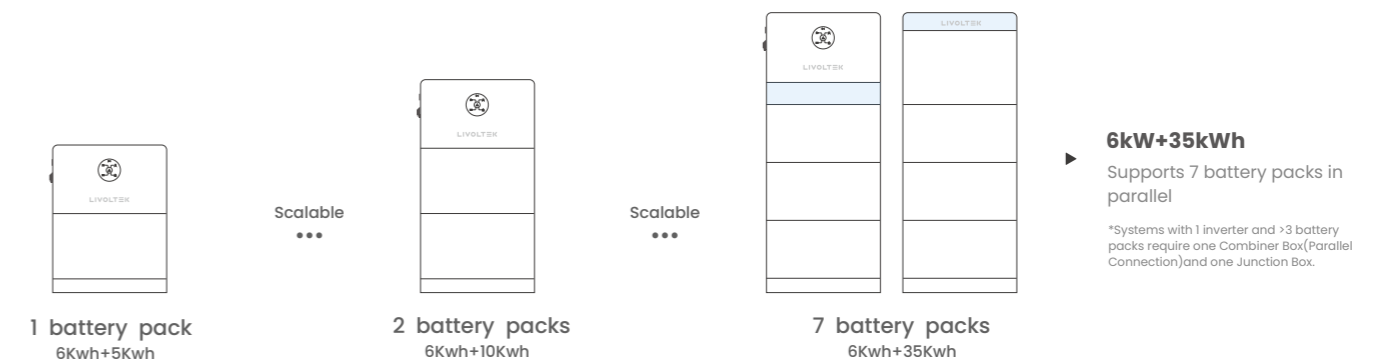 LIVOLTEK
1 battery pack
6Kwh+5Kwh
Scalable
LIVOLTEK
2 battery packs
6Kwh+10Kwh
Scalable
LIVOLTEK
LIVOLTEK
7 battery packs
6Kwh+35Kwh
6kW+35kWh
Supports 7 battery packs in
parallel
*Systems with 1 inverter and >3 battery
packs require one Combiner Box(Parallel
Connection)and one Junction Box.